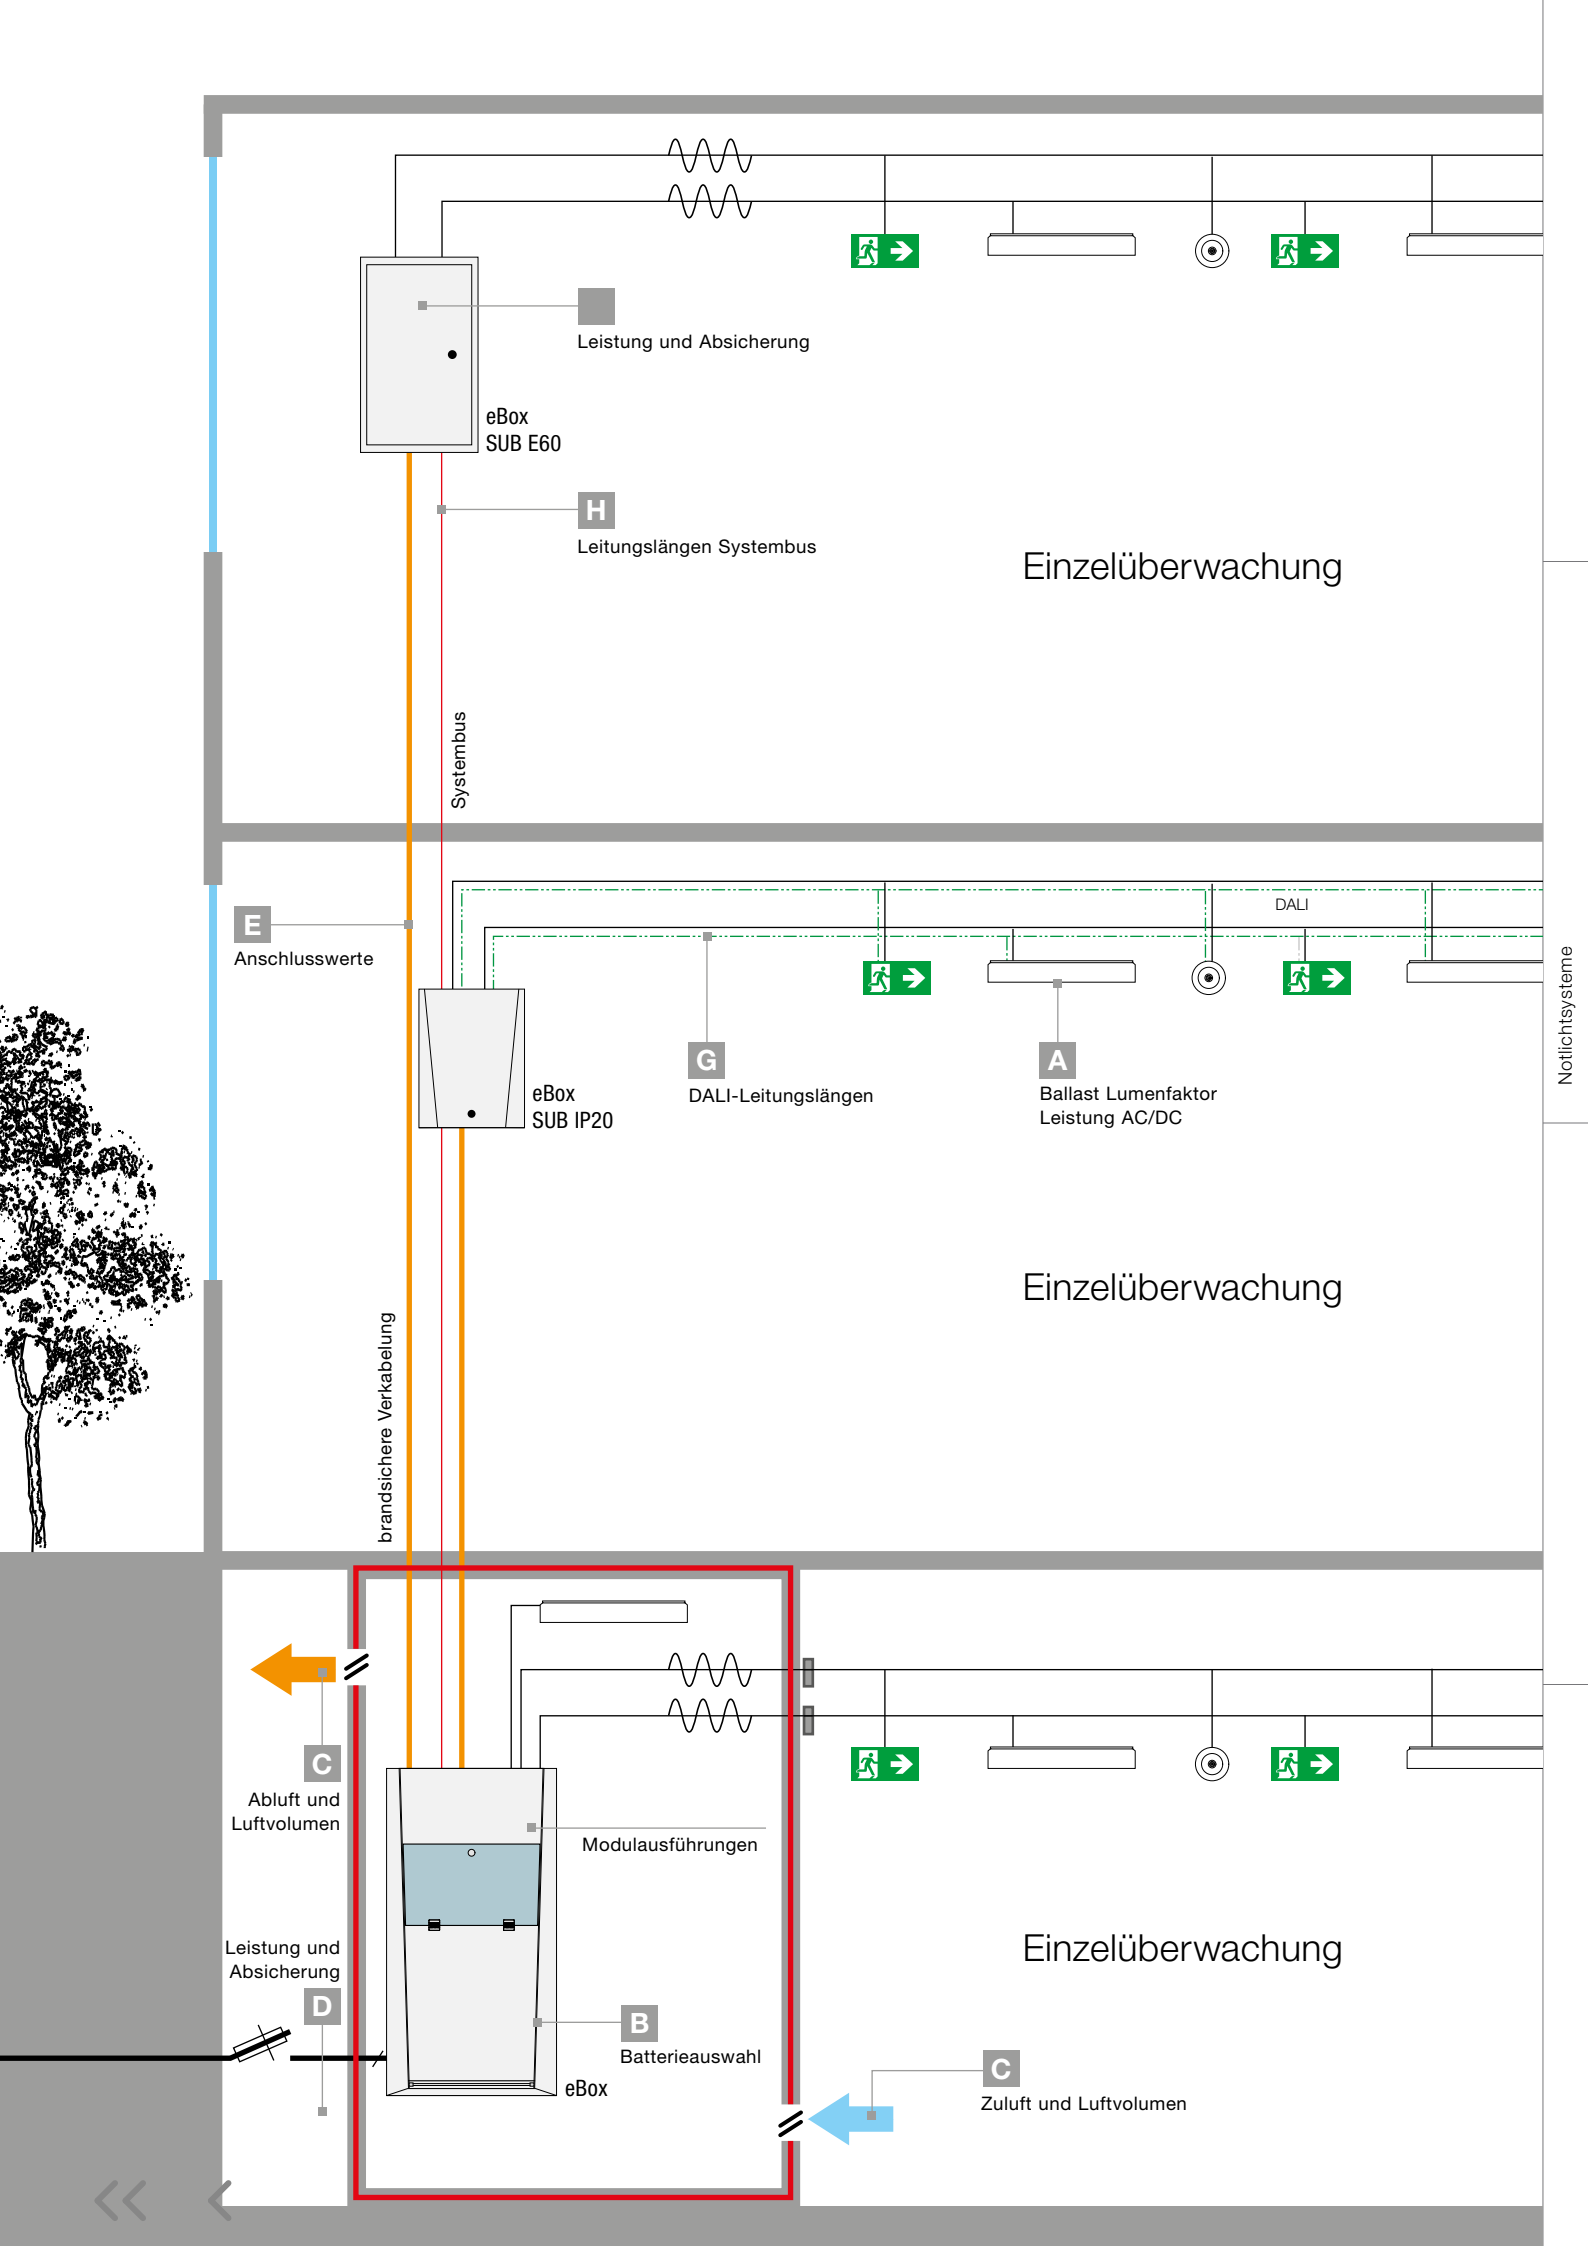 Leistung und Absicherung
eBox
SUB E60
H
Leitungslängen Systembus
Einzelüberwachung
Systembus
DALI
E
Anschlusswerte
Notlichtsysteme
G
DALI-Leitungslängen
A
Ballast Lumenfaktor
Leistung AC/DC
eBox
SUB IP20
Einzelüberwachung
brandsichere Verkabelung
C
Abluft und
Luftvolumen
Modulausführungen
Leistung und
Absicherung
D
Einzelüberwachung
B
Batterieauswahl
eBox
C
Zuluft und Luftvolumen